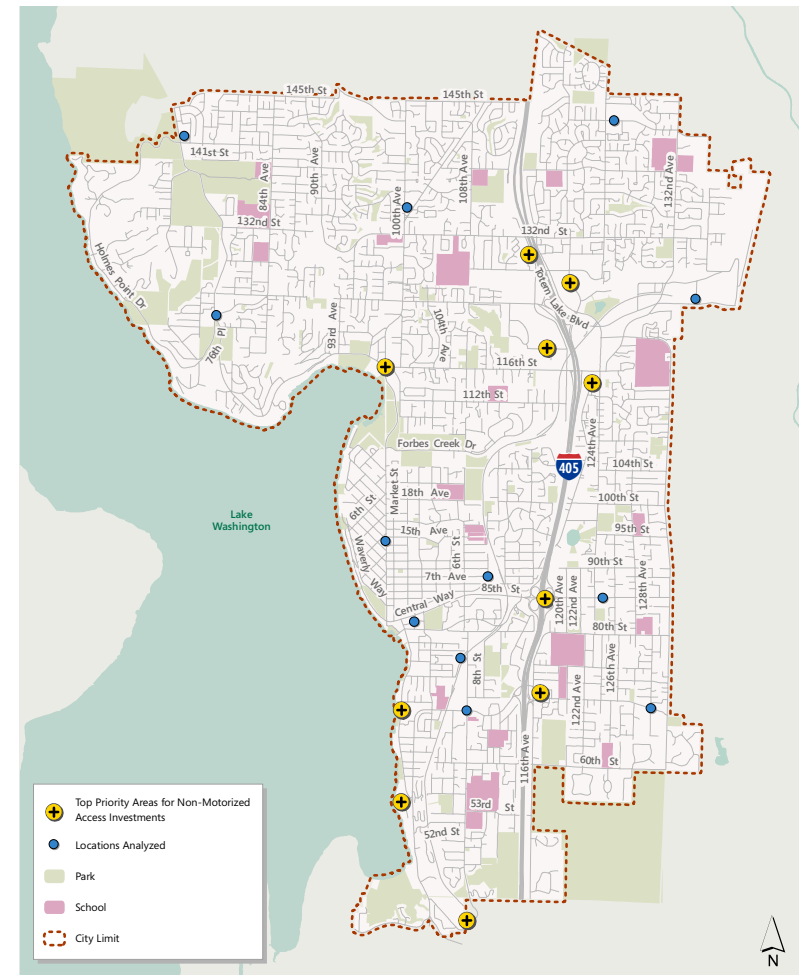 145th St
145th St
141st St
84th Ave
90th Ave
100th Ave
108th Ave
132nd Ave
132nd St
132nd St
Holmes Point Dr
76th Pl
93rd Ave
104th Ave
Totem Lake Blvd
116th St
112th St
124th Ave
Forbes Creek Dr
405
104th St
Market St
18th Ave
100th St
6th St
95th St
15th Ave
6th St
Lake
Washington
Waverly Way
90th St
7th Ave
85th St
120th Ave
122nd Ave
128th Ave
Central Way
80th St
8th St
126th Ave
122nd Ave
116th Ave
60th St
53rd St
52nd St
Top Priority Areas for Non-Motorized
Access Investments
Locations Analyzed
Park
School
City Limit
N